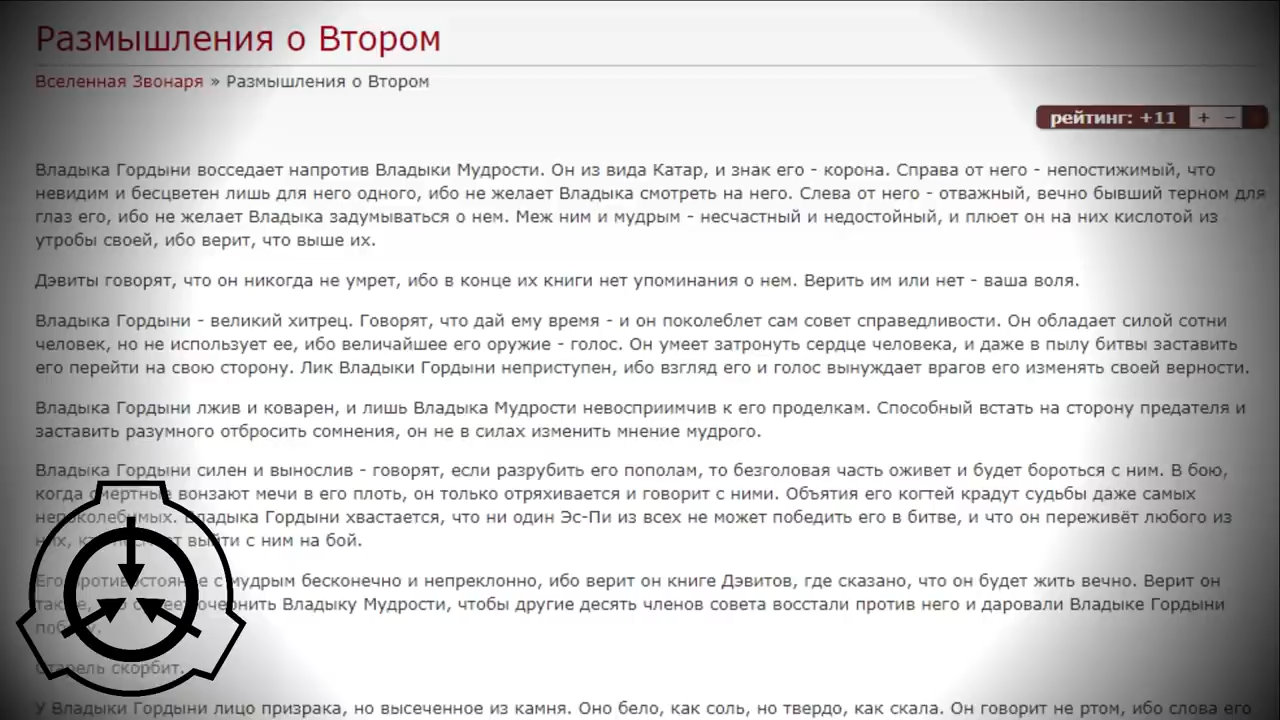 Размышления о Втором
Вселенная Звонаря » Размышления о Втором
рейтинг: +11 + −
Владыка Гордыни восседает напротив Владыки Мудрости. Он из вида Катар, и знак его - корона. Справа от него - непостижимый, что
невидим и бесцветен лишь для него одного, ибо не желает Владыка смотреть на него. Слева от него - отважный, вечно бывший терном для
глаз его, ибо не желает Владыка задумываться о нем. Меж ним и мудрым - несчастный и недостойный, и плюет он на них кислотой из
утробы своей, ибо верит, что выше их.
Дэвиты говорят, что он никогда не умрет, ибо в конце их книги нет упоминания о нем. Верить им или нет - ваша воля.
Владыка Гордыни - великий хитрец. Говорят, что дай ему время - и он поколеблет сам совет справедливости. Он обладает силой сотни
человек, но не использует ее, ибо величайшее его оружие - голос. Он умеет затронуть сердце человека, и даже в пылу битвы заставить
его перейти на свою сторону. Лик Владыки Гордыни неприступен, ибо взгляд его и голос вынуждает врагов его изменять своей верности.
Владыка Гордыни лжив и коварен, и лишь Владыка Мудрости невосприимчив к его проделкам. Способный встать на сторону предателя и
заставить разумного отбросить сомнения, он не в силах изменить мнение мудрого.
Владыка Гордыни силен и вынослив - говорят, если разрубить его пополам, то безголовая часть оживет и будет бороться с ним. В бою,
когда смертные вонзают мечи в его плоть, он только отряхивается и говорит с ними. Объятия его когтей крадут судьбы даже самых
непоколебимых. Владыка Гордыни хвастается, что ни один Эс-Пи из всех не может победить его в битве, и что он переживёт любого из
них, выйти с ним на бой.
Его противостояние с мудрым бесконечно и непреклонно, ибо верит он книге Дэвитов, где сказано, что он будет жить вечно. Верит он
очернить Владыку Мудрости, чтобы другие десять членов совета восстали против него и даровали Владыке Гордыни
победу.
Старель скорбит.
У Владыки Гордыни лицо призрака, но высеченное из камня. Оно бело, как соль, но твердо, как скала. Он говорит не ртом, ибо слова его